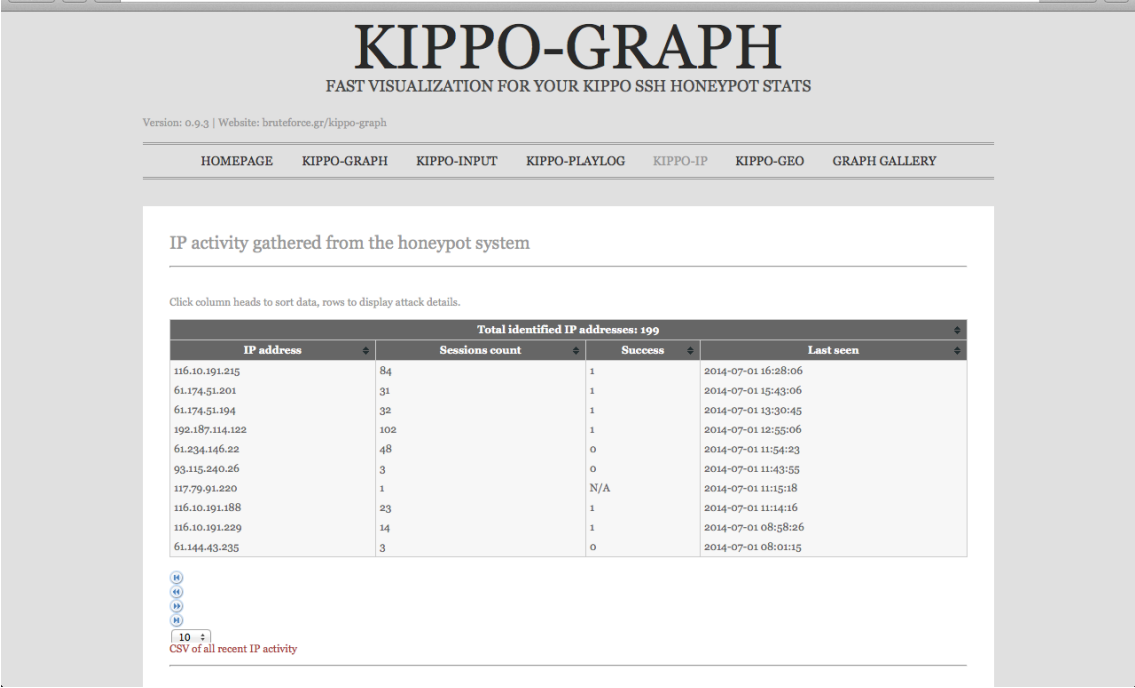 KIPPO-GRAPH
FAST VISUALIZATION FOR YOUR KIPPO SSH HONEYPOT STATS
Version: 0.9.3 | Website: bruteforce.gr/kippo-graph
HOMEPAGE KIPPO-GRAPH KIPPO-INPUT KIPPO-PLAYLOG KIPPO-IP KIPPO-GEO GRAPH GALLERY
IP activity gathered from the honeypot system
Click column heads to sort data, rows to display attack details.
Total identified IP addresses: 199
IP address Sessions count Success Last seen
116.10.191.215 84 1 2014-07-01 16:28:06
61.174.51.201 31 1 2014-07-01 15:43:06
61.174.51.194 32 1 2014-07-01 13:30:45
192.187.114.122 102 1 2014-07-01 12:55:06
61.234.146.22 48 0 2014-07-01 11:54:23
93.115.240.26 3 0 2014-07-01 11:43:55
117.79.91.220 1 N/A 2014-07-01 11:15:18
116.10.191.188 23 1 2014-07-01 11:14:16
116.10.191.229 14 1 2014-07-01 08:58:26
61.144.43.235 3 0 2014-07-01 08:01:15
10
CSV of all recent IP activity